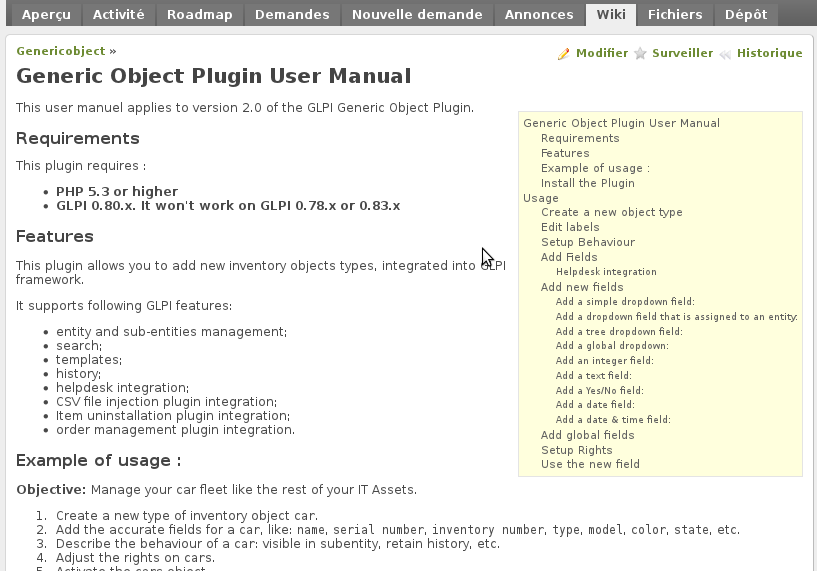 Aperçu Activité Roadmap Demandes Nouvelle demande Annonces Wiki Fichiers Dépôt
Genericobject »
Modifier Surveiller Historique
Generic Object Plugin User Manual
This user manuel applies to version 2.0 of the GLPI Generic Object Plugin.
Requirements
This plugin requires :
• PHP 5.3 or higher
• GLPI 0.80.x. It won't work on GLPI 0.78.x or 0.83.x
Features
This plugin allows you to add new inventory objects types, integrated into GLPI
framework.
It supports following GLPI features:
• entity and sub-entities management;
• search;
• templates;
• history;
• helpdesk integration;
• CSV file injection plugin integration;
• Item uninstallation plugin integration;
• order management plugin integration.
Generic Object Plugin User Manual
Requirements
Features
Example of usage :
Install the Plugin
Usage
Create a new object type
Edit labels
Setup Behaviour
Add Fields
Helpdesk integration
Add new fields
Add a simple dropdown field:
Add a dropdown field that is assigned to an entity:
Add a tree dropdown field:
Add a global dropdown:
Add an integer field:
Add a text field:
Add a Yes/No field:
Add a date field:
Add a date & time field:
Add global fields
Setup Rights
Use the new field
Example of usage :
Objective: Manage your car fleet like the rest of your IT Assets.
1. Create a new type of inventory object car.
2. Add the accurate fields for a car, like: name, serial number, inventory number, type, model, color, state, etc.
3. Describe the behaviour of a car: visible in subentity, retain history, etc.
4. Adjust the rights on cars.
5. Activate the cars object.